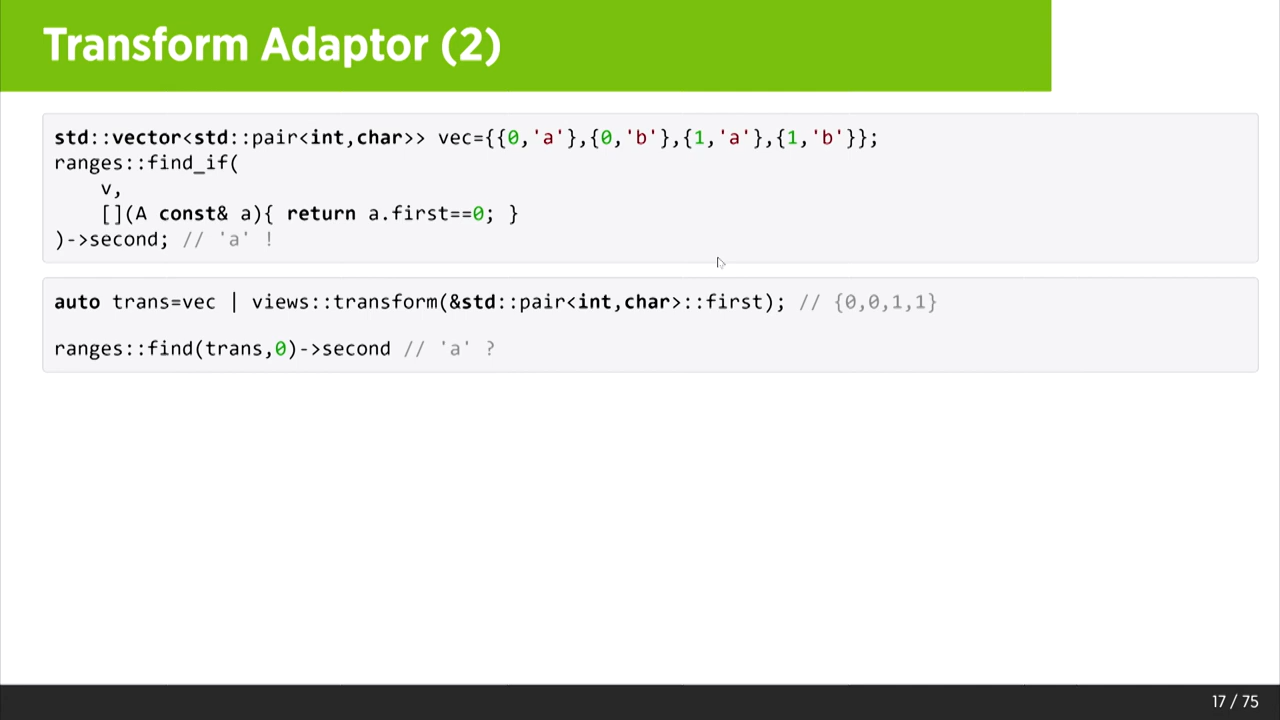 Transform Adaptor (2)
std::vector<std::pair<int,char>> vec={{0,'a'},{0,'b'},{1,'a'},{1,'b'}};
ranges::find_if(
    v,
    [](A const& a){ return a.first==0; }
)->second; // 'a' !
auto trans=vec | views::transform(&std::pair<int,char>::first); // {0,0,1,1}
ranges::find(trans,0)->second // 'a' ?
17 / 75